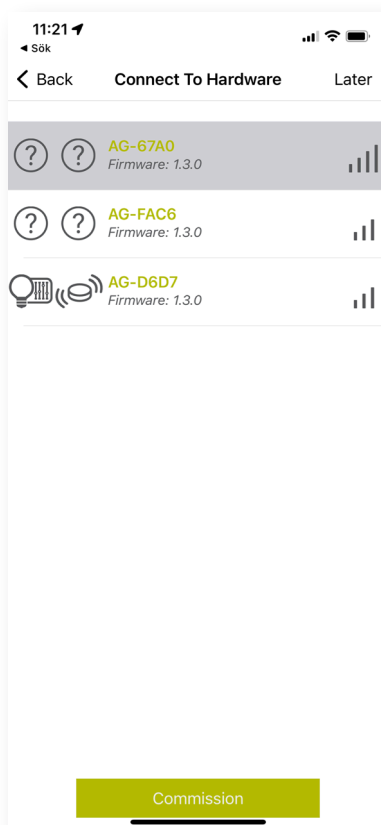 11:21
◄ Sök
Back Connect To Hardware Later
? ? AG-67A0
Firmware: 1.3.0
? ? AG-FAC6
Firmware: 1.3.0
AG-D6D7
Firmware: 1.3.0
Commission